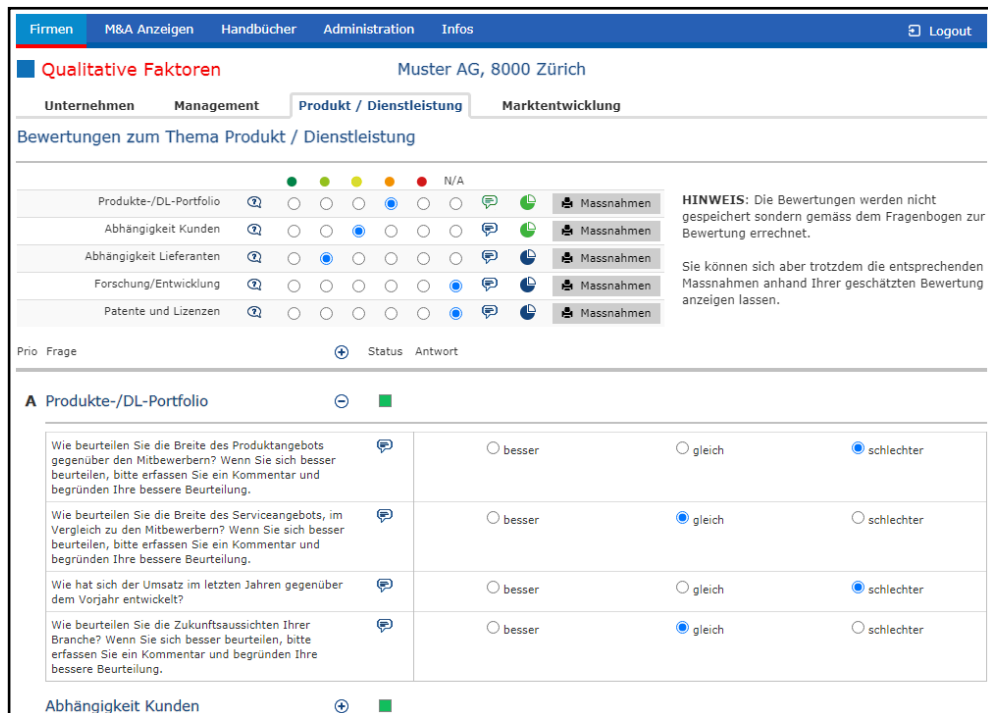 Firmen M&A Anzeigen Handbücher Administration Infos Logout
Qualitative Faktoren Muster AG, 8000 Zürich
Unternehmen Management Produkt / Dienstleistung Marktentwicklung
Bewertungen zum Thema Produkt / Dienstleistung
N/A
Produkte-/DL-Portfolio Massnahmen
Abhängigkeit Kunden Massnahmen
Abhängigkeit Lieferanten Massnahmen
Forschung/Entwicklung Massnahmen
Patente und Lizenzen Massnahmen
HINWEIS: Die Bewertungen werden nicht
gespeichert sondern gemäss dem Fragenbogen zur
Bewertung errechnet.
Sie können sich aber trotzdem die entsprechenden
Massnahmen anhand Ihrer geschätzten Bewertung
anzeigen lassen.
Prio Frage Status Antwort
A Produkte-/DL-Portfolio
Wie beurteilen Sie die Breite des Produktangebots
gegenüber den Mitbewerbern? Wenn Sie sich besser
beurteilen, bitte erfassen Sie ein Kommentar und
begründen Ihre bessere Beurteilung.
besser gleich schlechter
Wie beurteilen Sie die Breite des Serviceangebots, im
Vergleich zu den Mitbewerbern? Wenn Sie sich besser
beurteilen, bitte erfassen Sie ein Kommentar und
begründen Ihre bessere Beurteilung.
besser gleich schlechter
Wie hat sich der Umsatz im letzten Jahren gegenüber
dem Vorjahr entwickelt?
besser gleich schlechter
Wie beurteilen Sie die Zukunftsaussichten Ihrer
Branche? Wenn Sie sich besser beurteilen, bitte
erfassen Sie ein Kommentar und begründen Ihre
bessere Beurteilung.
besser gleich schlechter
Abhängigkeit Kunden